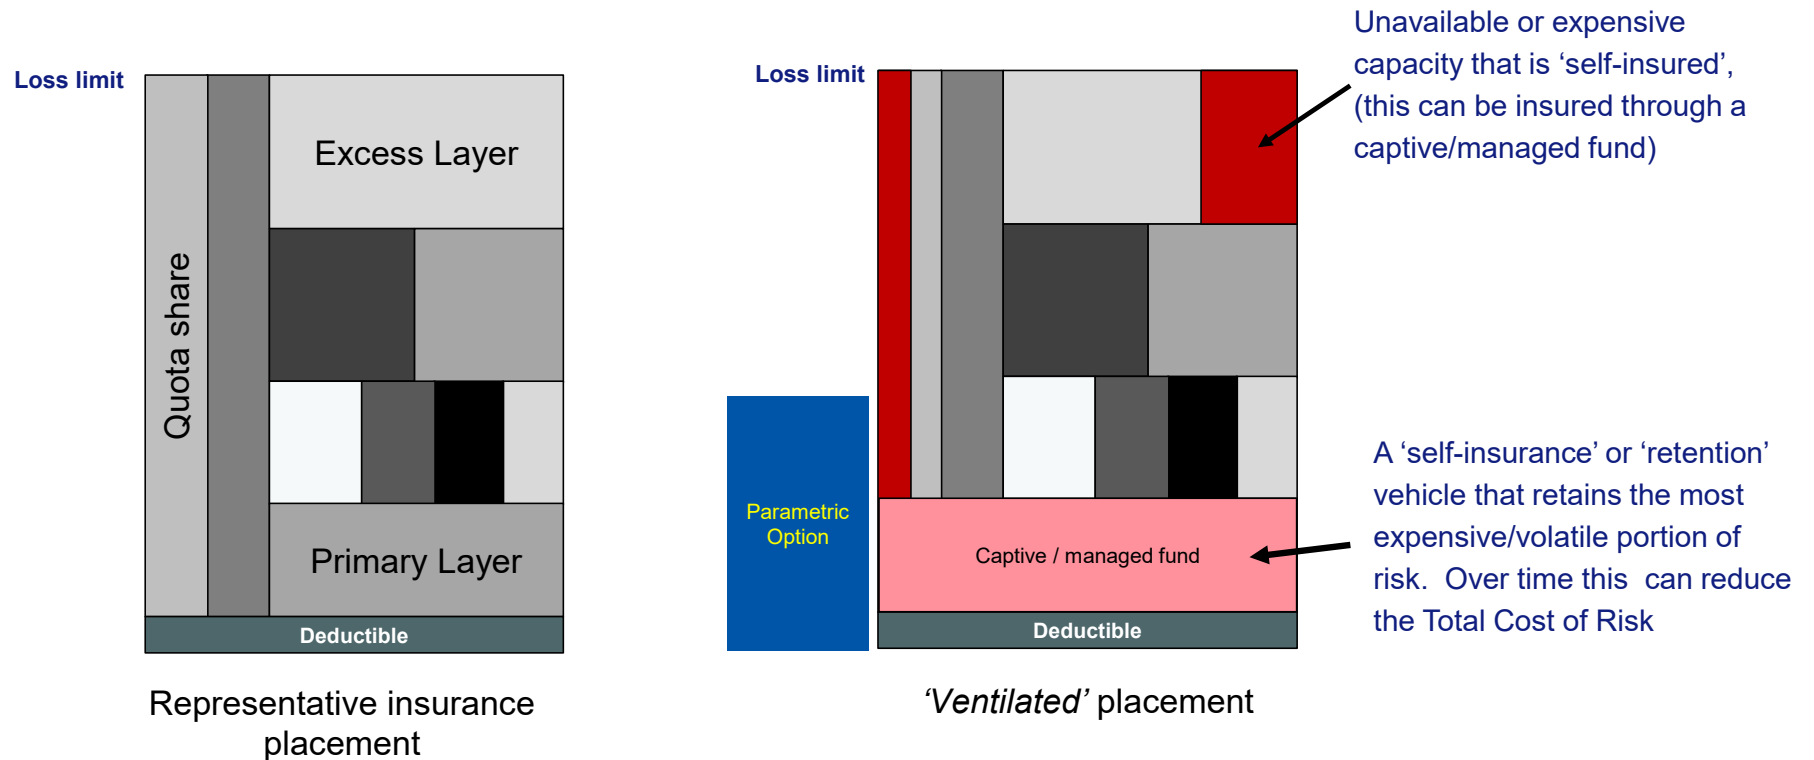 Loss limit
Excess Layer
Quota share
Primary Layer
Deductible
Representative insurance
placement
Loss limit
Unavailable or expensive
capacity that is ‘self-insured’,
(this can be insured through a
captive/managed fund)
Parametric
Option
Captive / managed fund
Deductible
A ‘self-insurance’ or ‘retention’
vehicle that retains the most
expensive/volatile portion of
risk.  Over time this  can reduce
the Total Cost of Risk
‘Ventilated’ placement